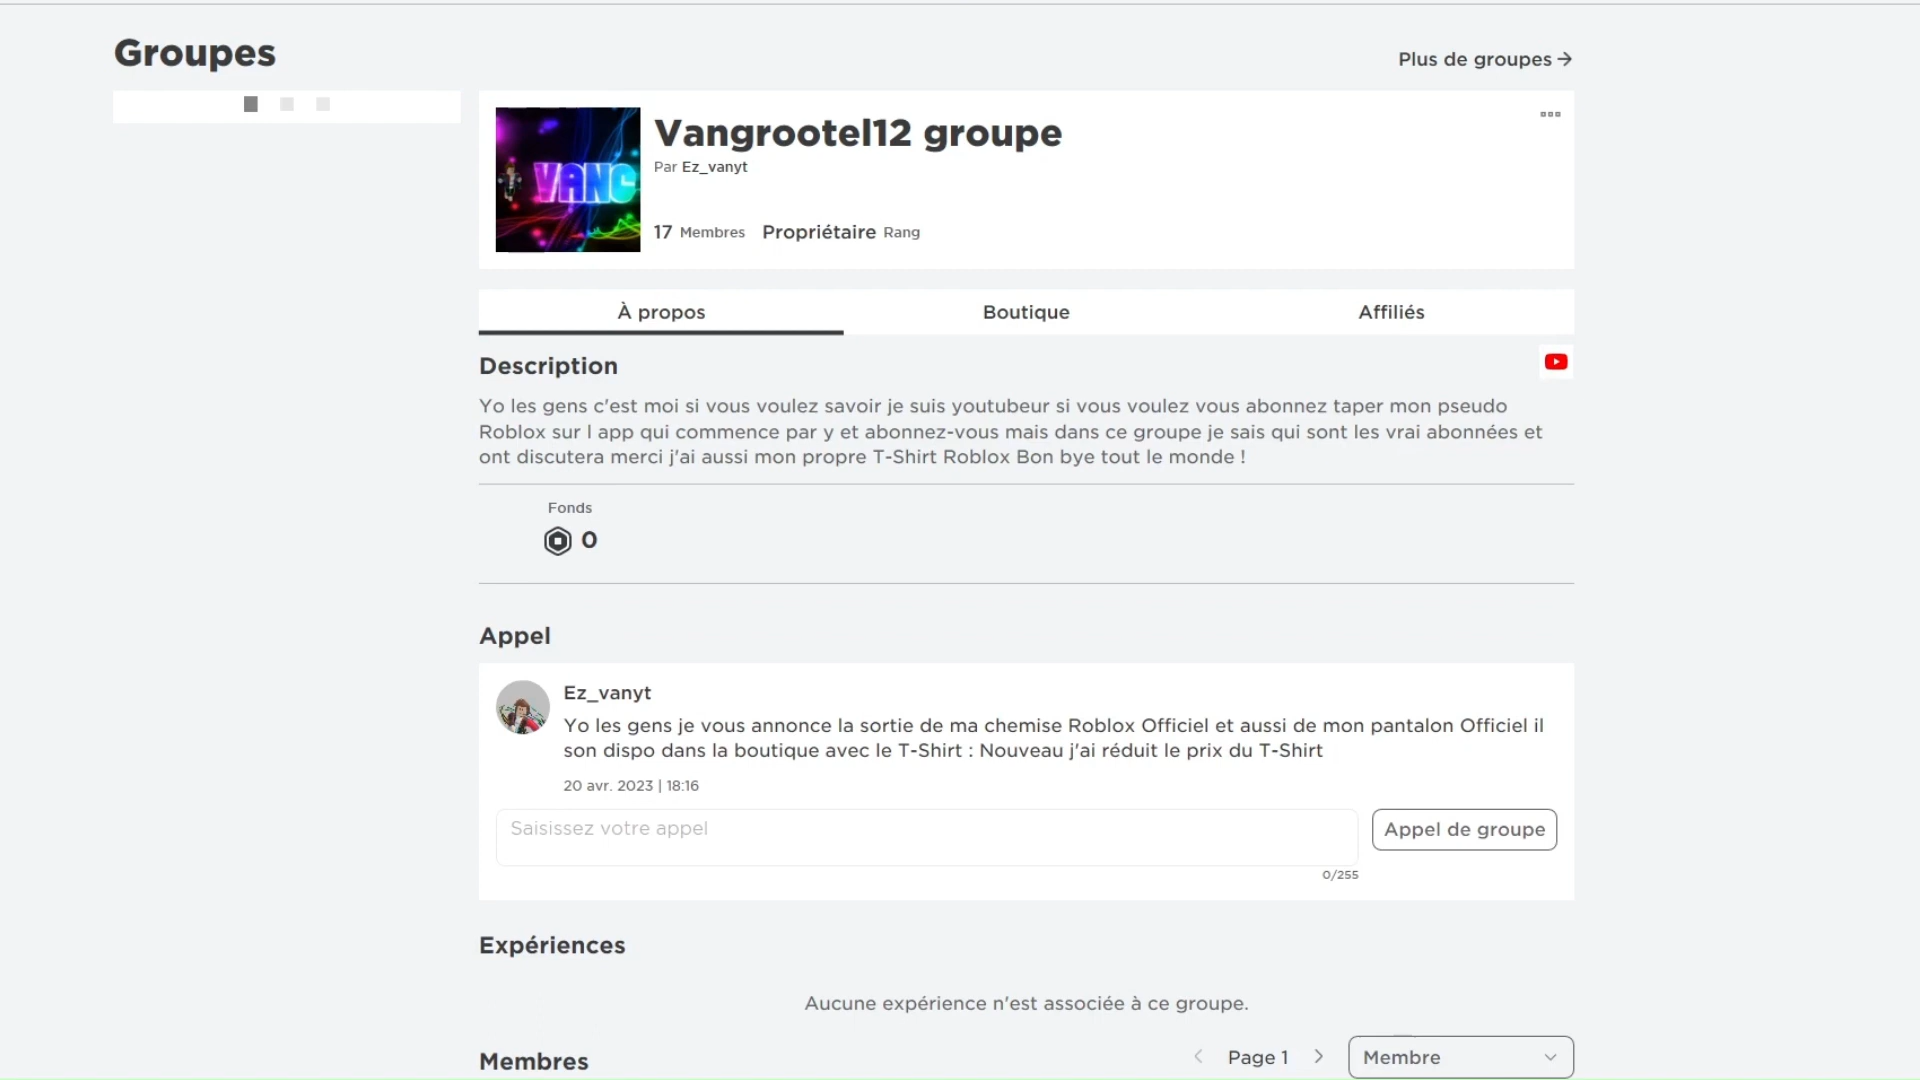 Groupes
Plus de groupes
VANG
Vangrootel12 groupe
Par Ez_vanyt
17 Membres Propriétaire Rang
À propos
Boutique
Affiliés
Description
Yo les gens c'est moi si vous voulez savoir je suis youtubeur si vous voulez vous abonnez taper mon pseudo
Roblox sur l app qui commence par y et abonnez-vous mais dans ce groupe je sais qui sont les vrai abonnées et
ont discutera merci j'ai aussi mon propre T-Shirt Roblox Bon bye tout le monde !
Fonds
0
Appel
Ez_vanyt
Yo les gens je vous annonce la sortie de ma chemise Roblox Officiel et aussi de mon pantalon Officiel il
son dispo dans la boutique avec le T-Shirt : Nouveau j'ai réduit le prix du T-Shirt
20 avr. 2023 | 18:16
Saisissez votre appel
Appel de groupe
0/255
Expériences
Aucune expérience n'est associée à ce groupe.
Membres
Page 1
Membre